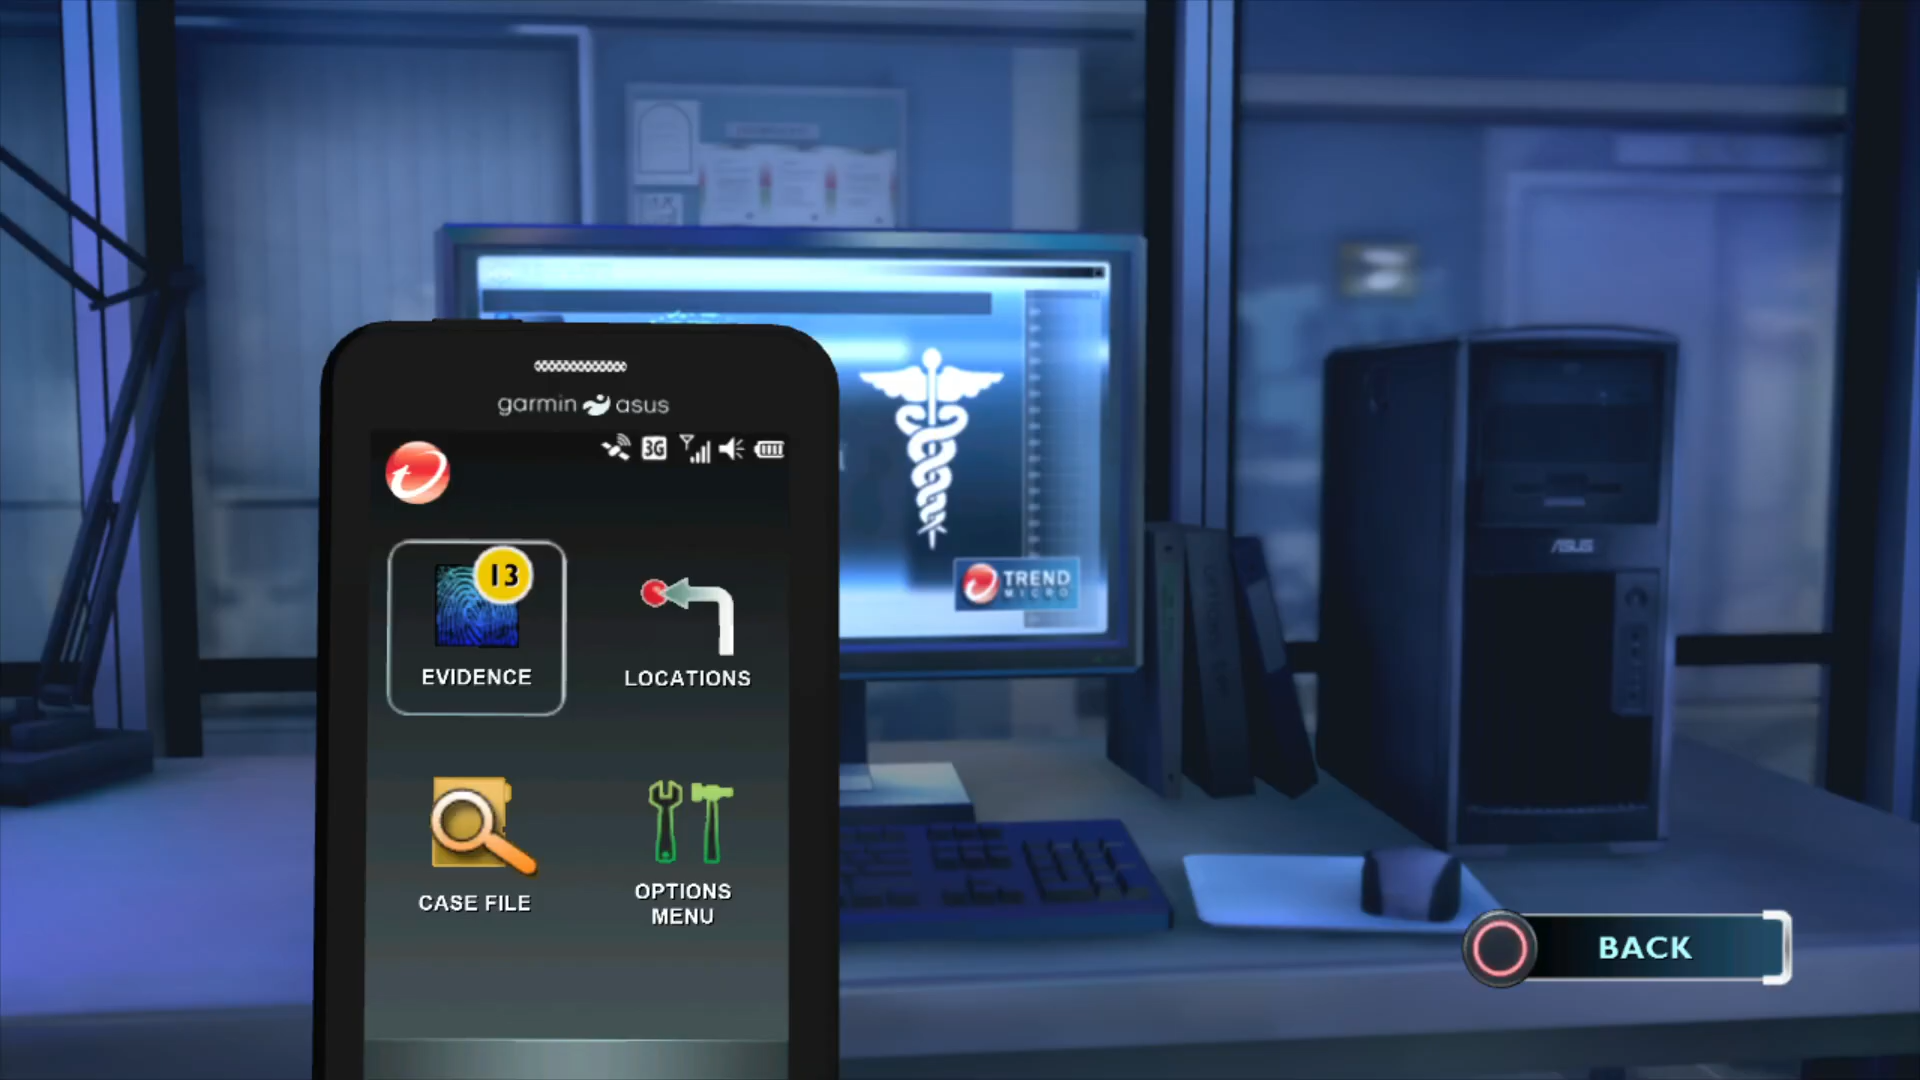 garmin asus
3G
13
EVIDENCE
LOCATIONS
CASE FILE
OPTIONS
MENU
TREND
MICRO
ASUS
BACK